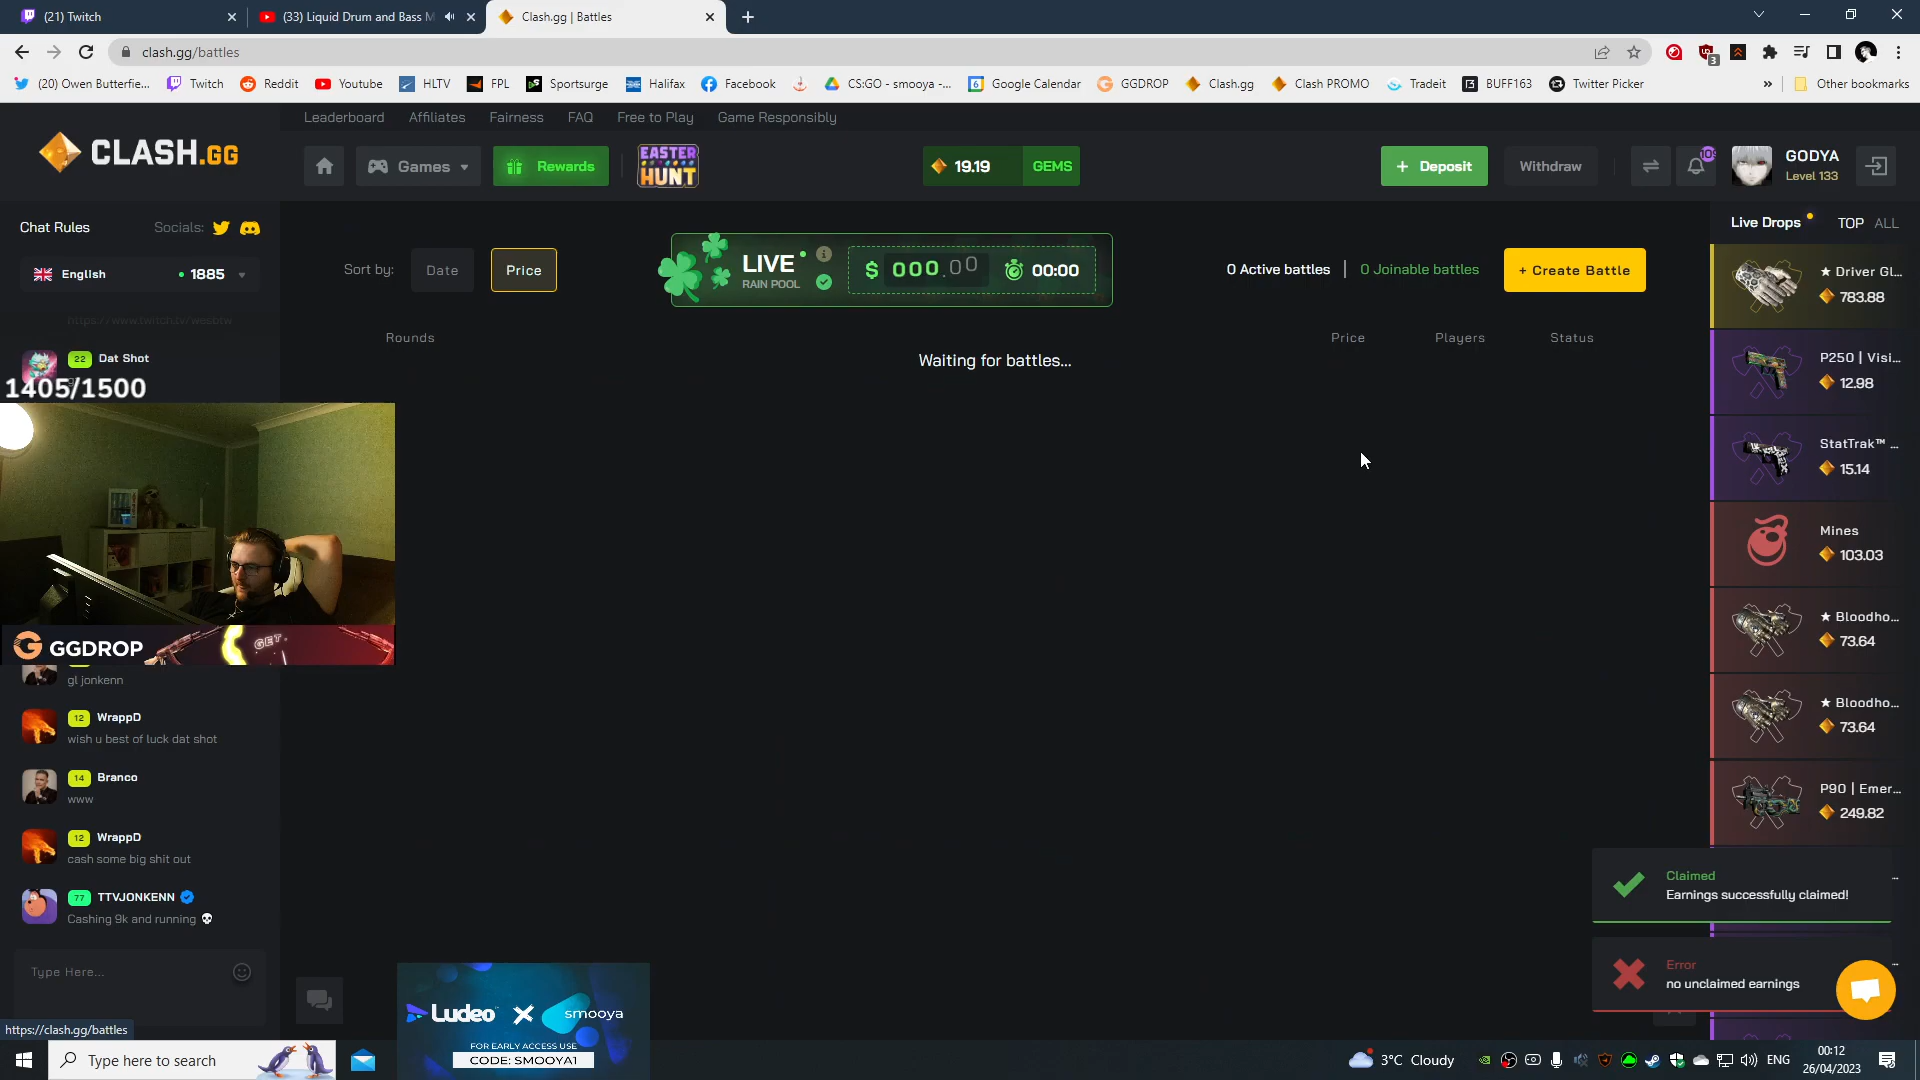 (21) Twitch
(33) Liquid Drum and Bass M
Clash.gg | Battles
clash.gg/battles
(20) Owen Butterfie...
Twitch
Reddit
Youtube
HLTV
FPL
Sportsurge
Halifax
Facebook
CS:GO - smooya -...
Google Calendar
GGDROP
Clash.gg
Clash PROMO
Tradeit
BUFF163
Twitter Picker
»
Other bookmarks
Leaderboard
Affiliates
Fairness
FAQ
Free to Play
Game Responsibly
CLASH.GG
Games
Rewards
EASTER
HUNT
19.19
GEMS
+ Deposit
Withdraw
GODYA
Level 133
Chat Rules
Socials:
English
1885
Sort by:
Date
Price
LIVE
RAIN POOL
$ 000.00
00:00
0 Active battles
0 Joinable battles
+ Create Battle
Live Drops
TOP
ALL
Rounds
Price
Players
Status
Waiting for battles...
★ Driver Gl...
783.88
P250 | Visi...
12.98
StatTrak™ ...
15.14
Mines
103.03
★ Bloodho...
73.64
★ Bloodho...
73.64
P90 | Emer...
249.82
https://www.twitch.tv/wesbtw
22 Dat Shot
1405/1500
GGDROP
GET.
gl jonkenn
12 WrappD
wish u best of luck dat shot
14 Branco
www
12 WrappD
cash some big shit out
77 TTVJONKENN
Cashing 9k and running
Type Here...
Ludeo X smooya
FOR EARLY ACCESS USE
CODE: SMOOYA1
Claimed
Earnings successfully claimed!
Error
no unclaimed earnings
https://clash.gg/battles
Type here to search
3°C Cloudy
ENG
00:12
26/04/2023